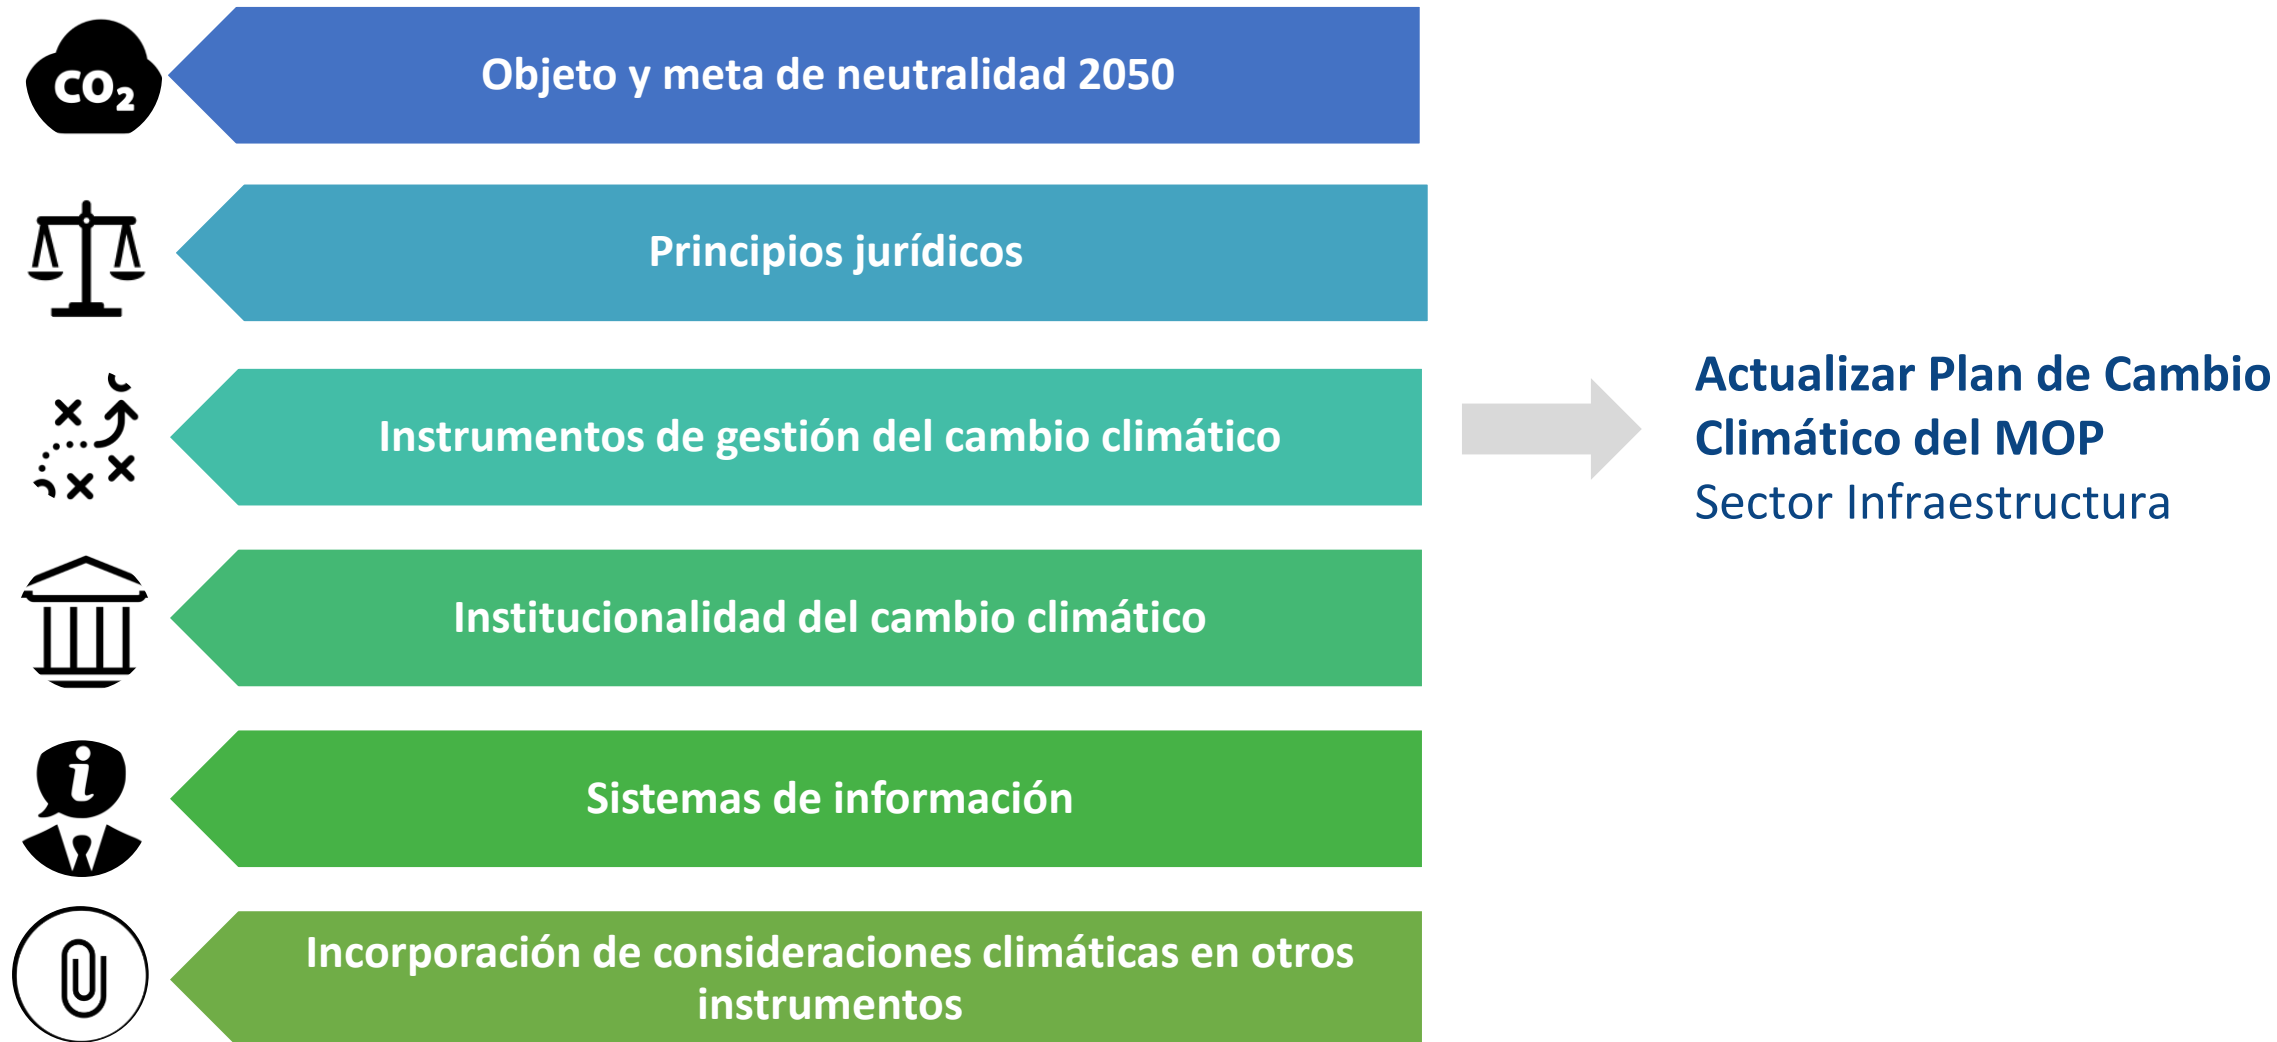 CO₂
Objeto y meta de neutralidad 2050
Principios jurídicos
Instrumentos de gestión del cambio climático
Actualizar Plan de Cambio
Climático del MOP
Sector Infraestructura
Institucionalidad del cambio climático
i
Sistemas de información
Incorporación de consideraciones climáticas en otros
instrumentos